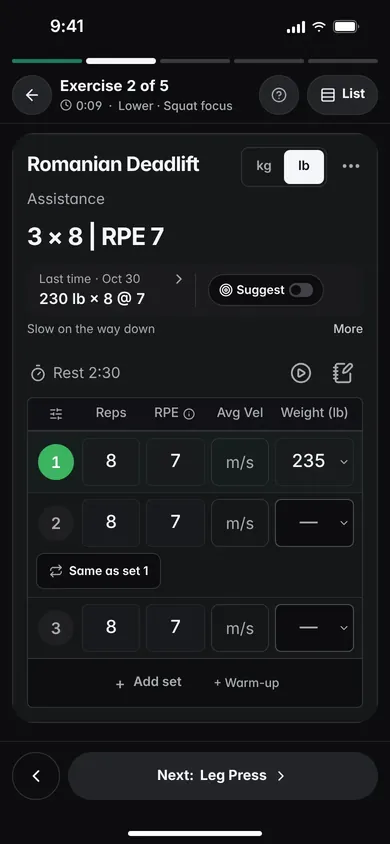 9:41
Exercise 2 of 5
0:09 · Lower · Squat focus
List
Romanian Deadlift
kg lb
Assistance
3 × 8 | RPE 7
Last time · Oct 30
230 lb × 8 @ 7
Suggest
Slow on the way down
More
Rest 2:30
Reps RPE Avg Vel Weight (lb)
1 8 7 m/s 235
2 8 7 m/s —
Same as set 1
3 8 7 m/s —
+ Add set + Warm-up
Next: Leg Press